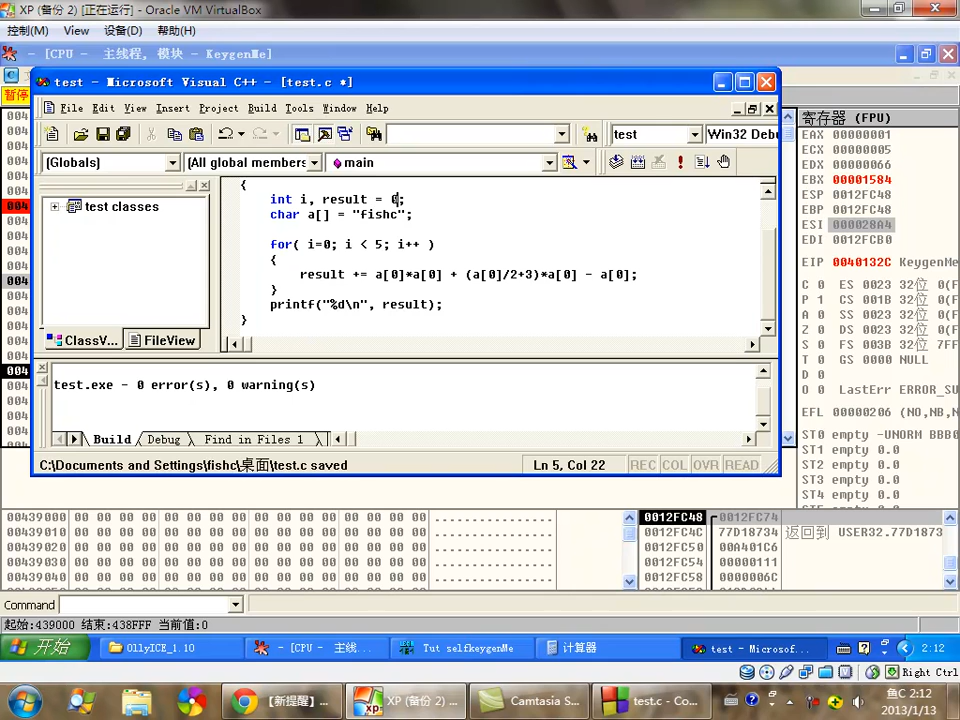 XP (备份 2) [正在运行] - Oracle VM VirtualBox
控制(M) View 设备(D) 帮助(H)
- [CPU - 主线程, 模块 - KeygenMe]
test - Microsoft Visual C++ - [test.c *]
暂停
File Edit View Insert Project Build Tools Window Help
test
Win32 Debu
[Globals]
[All global members
main
test classes
ClassV...
FileView
{
int i, result = 0;
char a[] = "fishc";
for( i=0; i < 5; i++ )
{
result += a[0]*a[0] + (a[0]/2+3)*a[0] - a[0];
}
printf("%d\n", result);
}
test.exe - 0 error(s), 0 warning(s)
Build Debug Find in Files 1
C:\Documents and Settings\fishc\桌面\test.c saved
Ln 5, Col 22
REC COL OVR READ
寄存器 (FPU)
EAX 00000001
ECX 00000005
EDX 00000066
EBX 00001584
ESP 0012FC48
EBP 0012FC48
ESI 000028A4
EDI 0012FCB0
EIP 0040132C KeygenMe
C 0 ES 0023 32位 0(F
P 1 CS 001B 32位 0(F
A 0 SS 0023 32位 0(F
Z 0 DS 0023 32位 0(F
S 0 FS 003B 32位 7FF
T 0 GS 0000 NULL
D 0
O 0 LastErr ERROR_SU
EFL 00000206 (NO,NB,N
ST0 empty -UNORM BBB0
ST1 empty 0.0
ST2 empty 0.0
ST3 empty 0.0
ST4 empty 0.0
00439000 00 00 00 00 00 00 00 00 00 00 00 00 00 00 00 00 ................
00439010 00 00 00 00 00 00 00 00 00 00 00 00 00 00 00 00 ................
00439020 00 00 00 00 00 00 00 00 00 00 00 00 00 00 00 00 ................
00439030 00 00 00 00 00 00 00 00 00 00 00 00 00 00 00 00 ................
00439040 00 00 00 00 00 00 00 00 00 00 00 00 00 00 00 00 ................
0012FC48 0012FC74
0012FC4C 77D18734 返回到 USER32.77D1873
0012FC50 00A401C6
0012FC54 00000111
0012FC58 0000006C
Command
起始:439000 结束:438FFF 当前值:0
开始
OllyICE_1.10
- [CPU - 主线...
Tut selfkeygenMe
计算器
test - Microsof...
2:12
Right Ctrl
【新提醒】...
XP (备份 2) ...
Camtasia S...
test.c - Co...
鱼C 2:12
2013/1/13